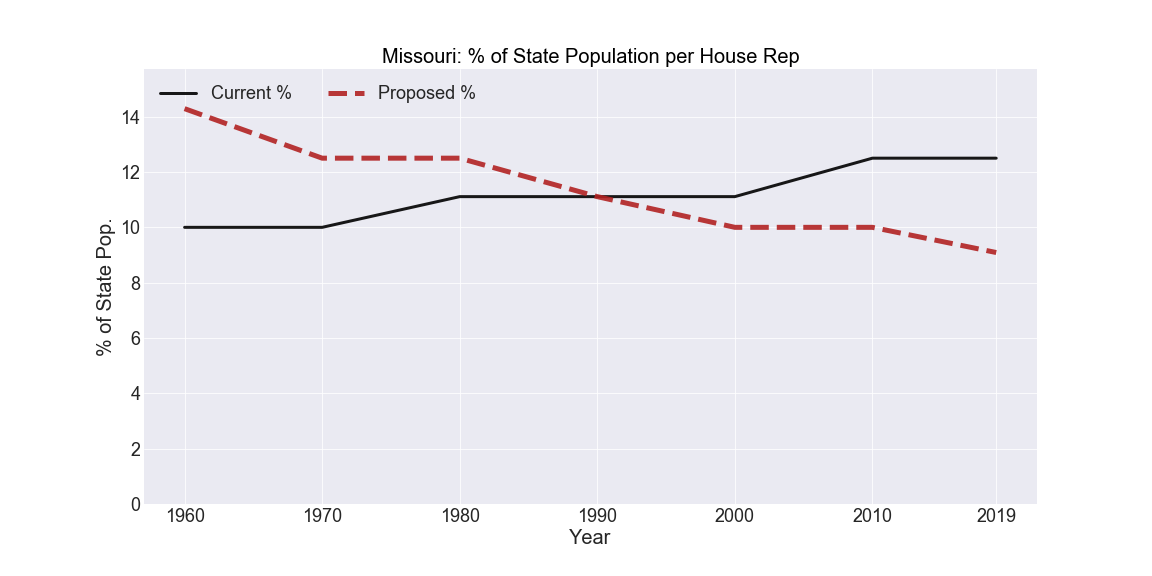 Missouri: % of State Population per House Rep
Current % Proposed %
14
12
10
8
6
4
2
0
% of State Pop.
1960 1970 1980 1990 2000 2010 2019
Year